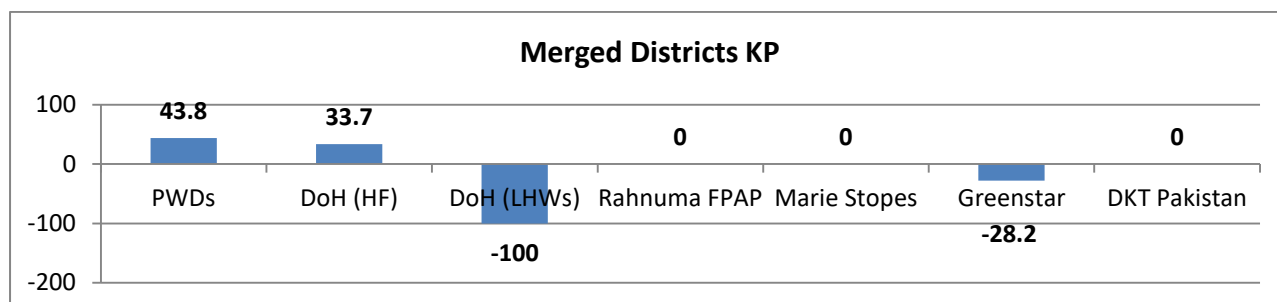 Merged Districts KP
100
0
-100
-200
43.8
33.7
-100
0
0
-28.2
0
PWDs
DoH (HF)
DoH (LHWs)
Rahnuma FPAP
Marie Stopes
Greenstar
DKT Pakistan